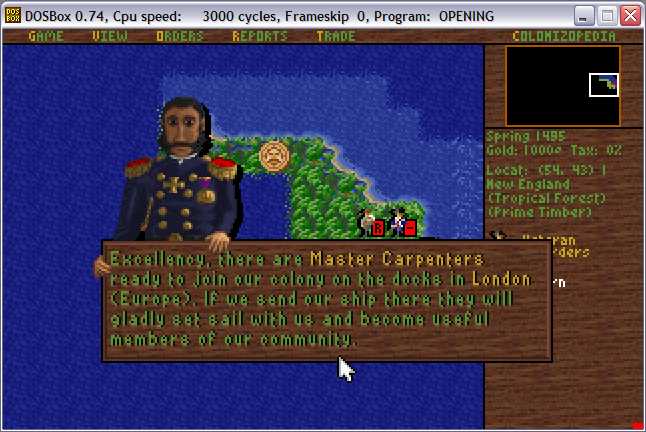 DOSBox 0.74, Cpu speed: 3000 cycles, Frameskip 0, Program: OPENING
GAME VIEW ORDERS REPORTS TRADE COLONIZOPEDIA
Spring 1495
Gold: 1000¢ Tax: 0%
Locat: (54, 43) 1
New England
(Tropical Forest)
(Prime Timber)
Veteran
Excellency, there are Master Carpenters
ready to join our colony on the docks in London
(Europe). If we send our ship there they will
gladly set sail with us and become useful
members of our community.